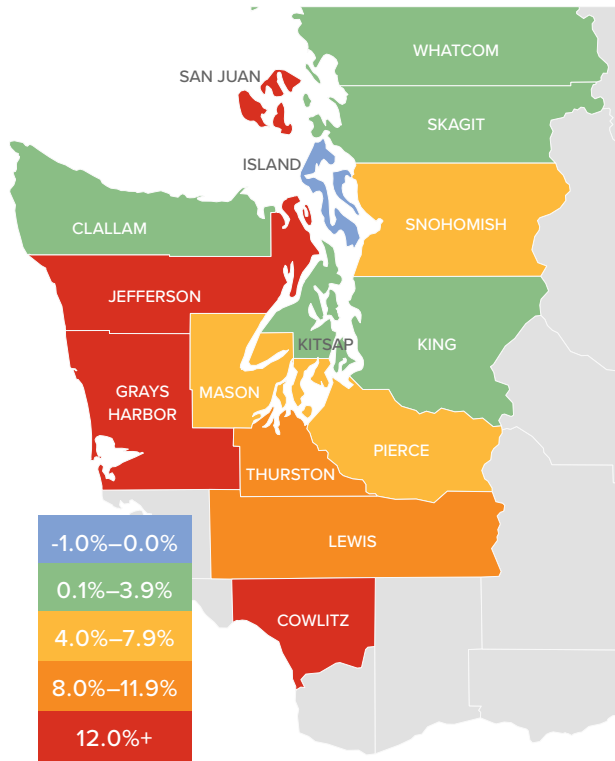 WHATCOM
SAN JUAN
SKAGIT
ISLAND
CLALLAM
SNOHOMISH
JEFFERSON
KITSAP
KING
GRAYS
HARBOR
MASON
PIERCE
THURSTON
LEWIS
COWLITZ
-1.0%–0.0%
0.1%–3.9%
4.0%–7.9%
8.0%–11.9%
12.0%+